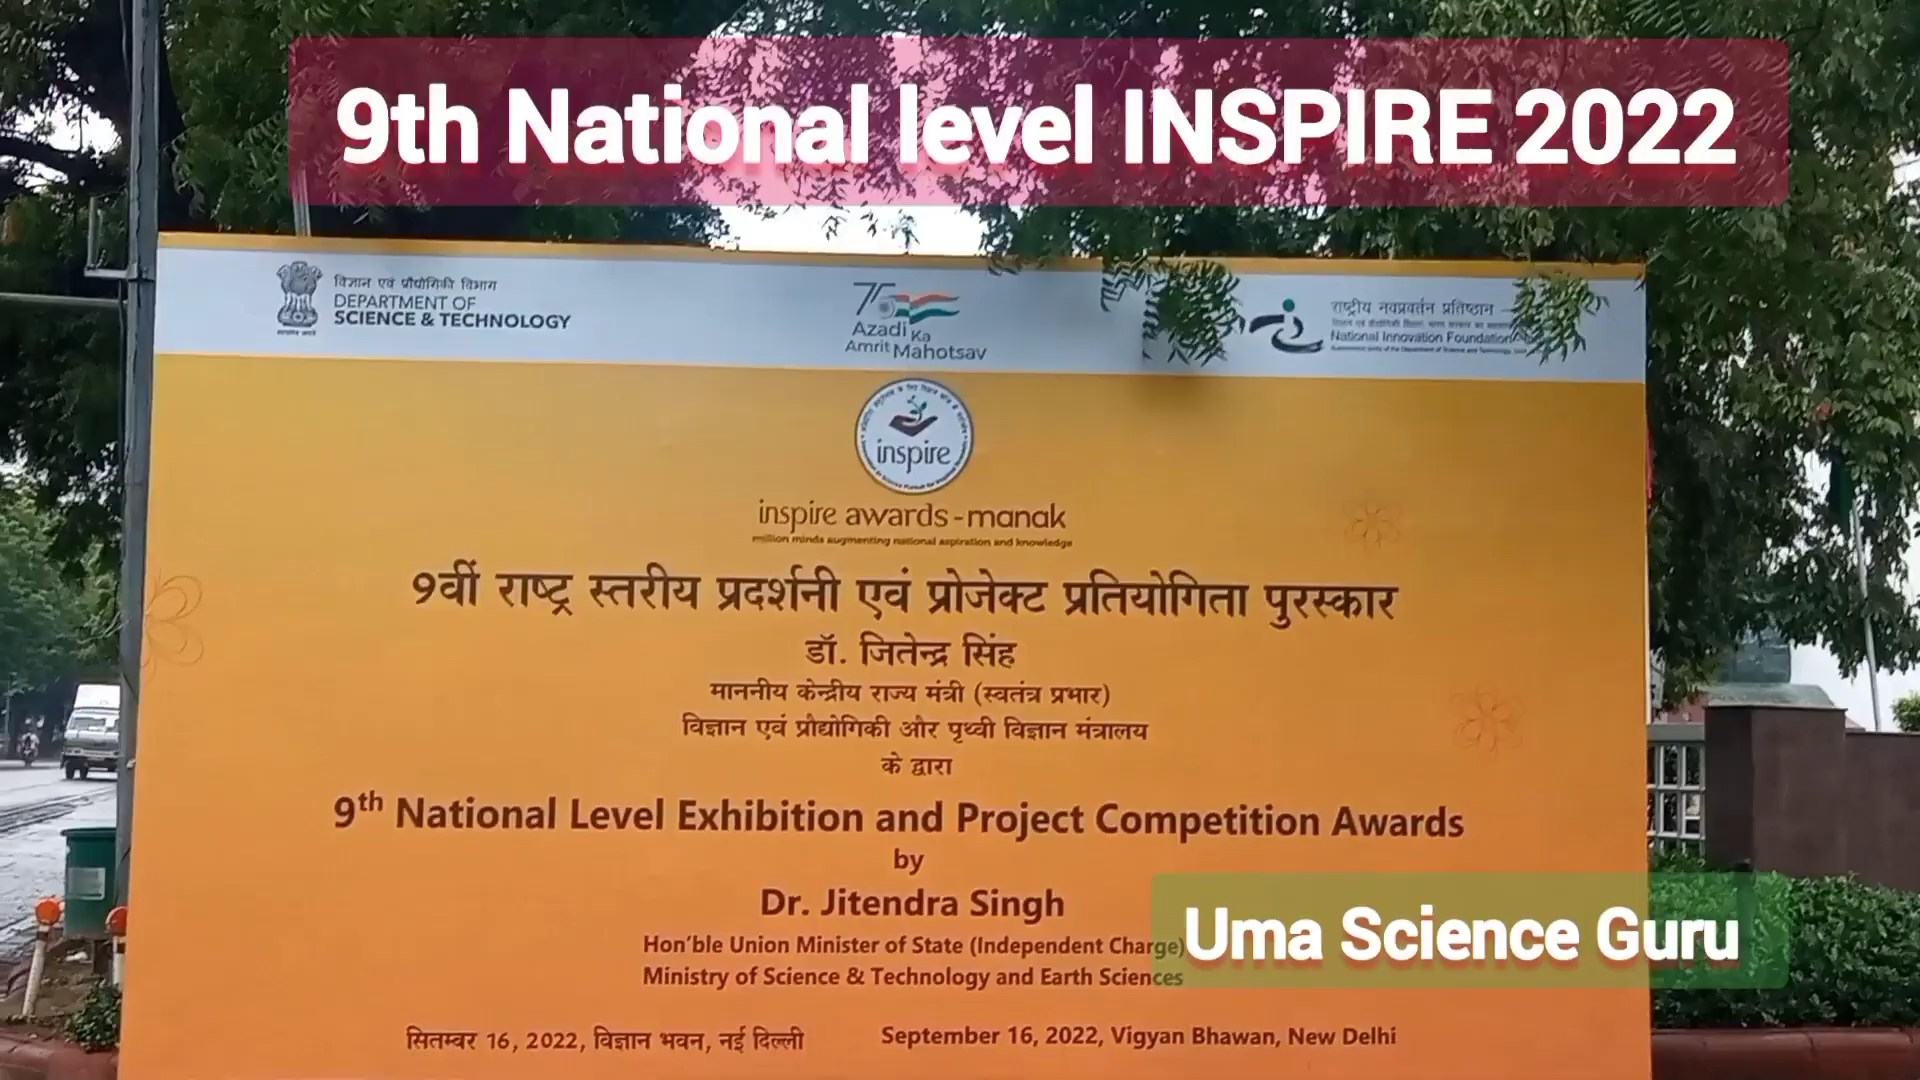 9th National level INSPIRE 2022
विज्ञान एवं प्रौद्योगिकी विभाग
DEPARTMENT OF
SCIENCE & TECHNOLOGY
75
Azadi Ka
Amrit Mahotsav
राष्ट्रीय नवप्रवर्तन प्रतिष्ठान
National Innovation Foundation
inspire
inspire awards - manak
million minds augmenting national aspiration and knowledge
9वीं राष्ट्र स्तरीय प्रदर्शनी एवं प्रोजेक्ट प्रतियोगिता पुरस्कार
डॉ. जितेन्द्र सिंह
माननीय केन्द्रीय राज्य मंत्री (स्वतंत्र प्रभार)
विज्ञान एवं प्रौद्योगिकी और पृथ्वी विज्ञान मंत्रालय
के द्वारा
9th National Level Exhibition and Project Competition Awards
by
Dr. Jitendra Singh
Hon'ble Union Minister of State (Independent Charge)
Ministry of Science & Technology and Earth Sciences
Uma Science Guru
सितम्बर 16, 2022, विज्ञान भवन, नई दिल्ली
September 16, 2022, Vigyan Bhawan, New Delhi